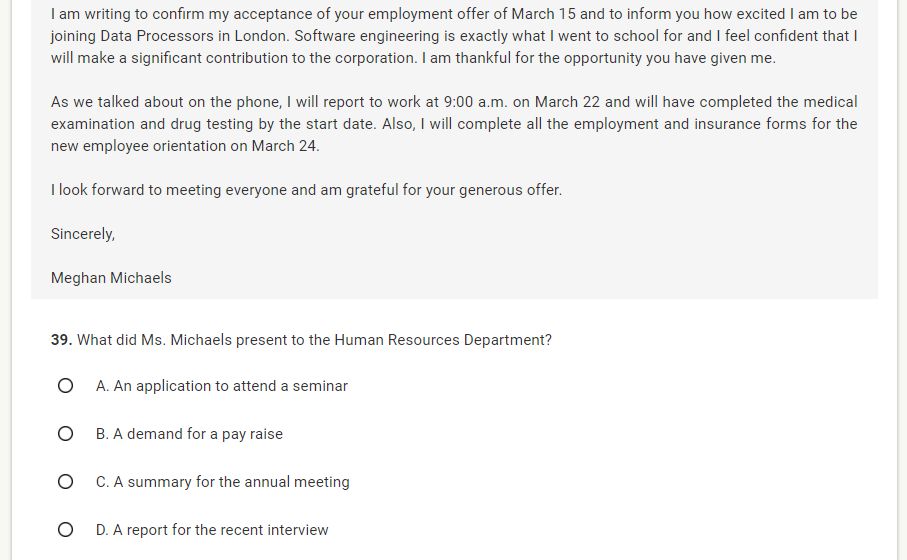 I am writing to confirm my acceptance of your employment offer of March 15 and to inform you how excited I am to be
joining Data Processors in London. Software engineering is exactly what I went to school for and I feel confident that I
will make a significant contribution to the corporation. I am thankful for the opportunity you have given me.
As we talked about on the phone, I will report to work at 9:00 a.m. on March 22 and will have completed the medical
examination and drug testing by the start date. Also, I will complete all the employment and insurance forms for the
new employee orientation on March 24.
I look forward to meeting everyone and am grateful for your generous offer.
Sincerely,
Meghan Michaels
39. What did Ms. Michaels present to the Human Resources Department?
A. An application to attend a seminar
B. A demand for a pay raise
C. A summary for the annual meeting
D. A report for the recent interview